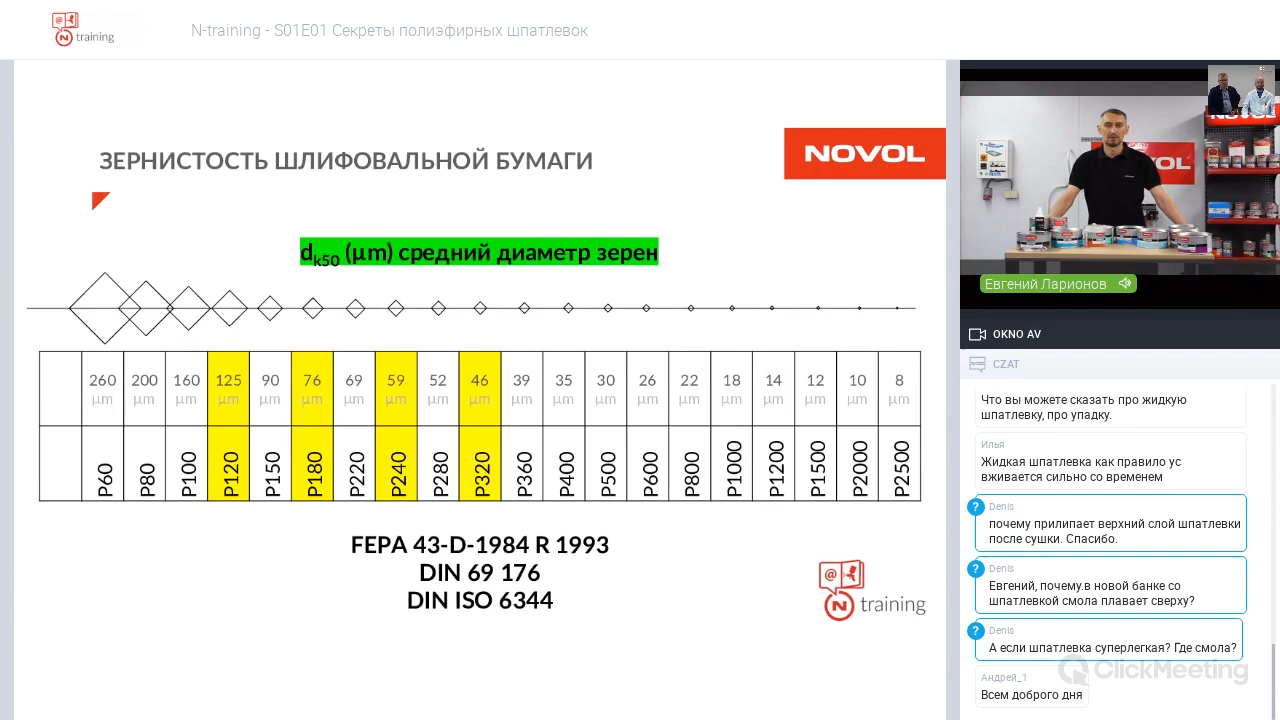 training
N-training - S01E01 Секреты полиэфирных шпатлевок
ЗЕРНИСТОСТЬ ШЛИФОВАЛЬНОЙ БУМАГИ
NOVOL
dk50 (µm) средний диаметр зерен
260 200 160 125 90 76 69 59 52 46 39 35 30 26 22 18 14 12 10 8
µm µm µm µm µm µm µm µm µm µm µm µm µm µm µm µm µm µm µm µm
P60 P80 P100 P120 P150 P180 P220 P240 P280 P320 P360 P400 P500 P600 P800 P1000 P1200 P1500 P2000 P2500
FEPA 43-D-1984 R 1993
DIN 69 176
DIN ISO 6344
@
N training
NOVOL
Евгений Ларионов
OKNO AV
CZAT
Что вы можете сказать про жидкую
шпатлевку, про упадку.
Илья
Жидкая шпатлевка как правило ус
вживается сильно со временем
?
Denis
почему прилипает верхний слой шпатлевки
после сушки. Спасибо.
?
Denis
Евгений, почему.в новой банке со
шпатлевкой смола плавает сверху?
?
Denis
А если шпатлевка суперлегкая? Где смола?
ClickMeeting
Андрей_1
Всем доброго дня